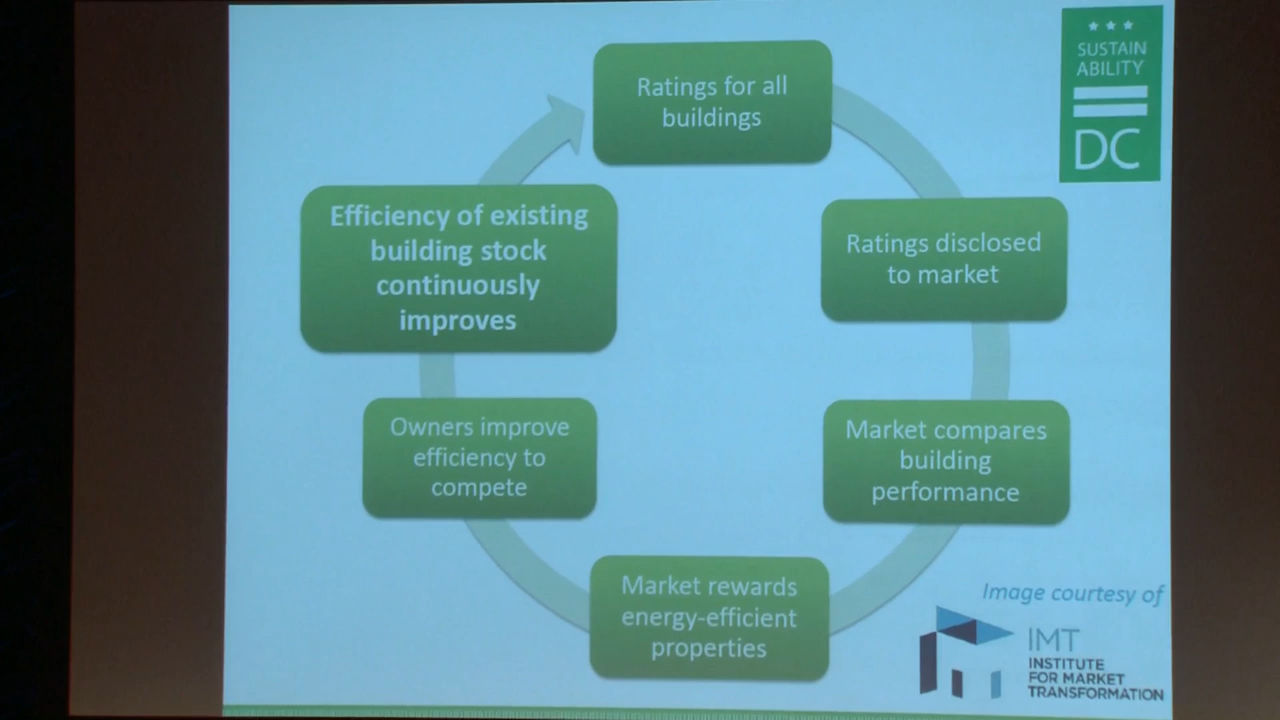 Ratings for all
buildings
SUSTAIN
ABILITY
DC
Ratings disclosed
to market
Market compares
building
performance
Market rewards
energy-efficient
properties
Owners improve
efficiency to
compete
Efficiency of existing
building stock
continuously
improves
Image courtesy of
IMT
INSTITUTE
FOR MARKET
TRANSFORMATION